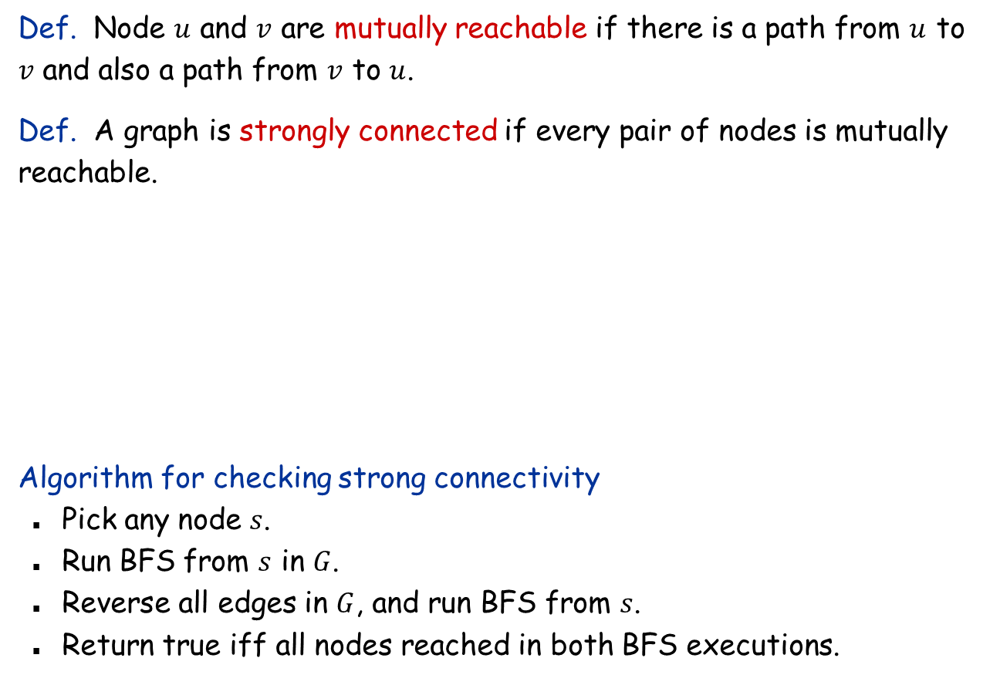 Def. Node u and v are mutually reachable if there is a path from u to
v and also a path from v to u.
Def. A graph is strongly connected if every pair of nodes is mutually
reachable.
Algorithm for checking strong connectivity
▪ Pick any node s.
▪ Run BFS from s in G.
▪ Reverse all edges in G, and run BFS from s.
▪ Return true iff all nodes reached in both BFS executions.